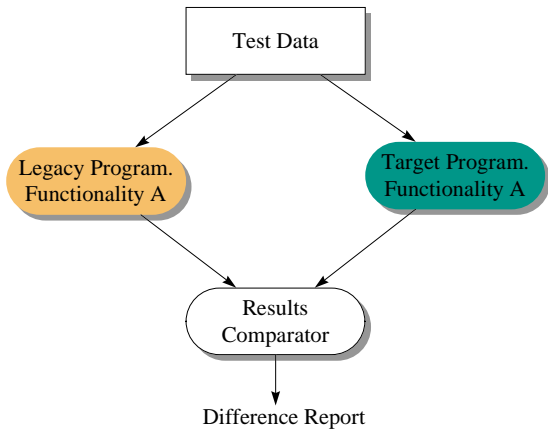 Test Data
Legacy Program.
Functionality A
Target Program.
Functionality A
Results
Comparator
Difference Report